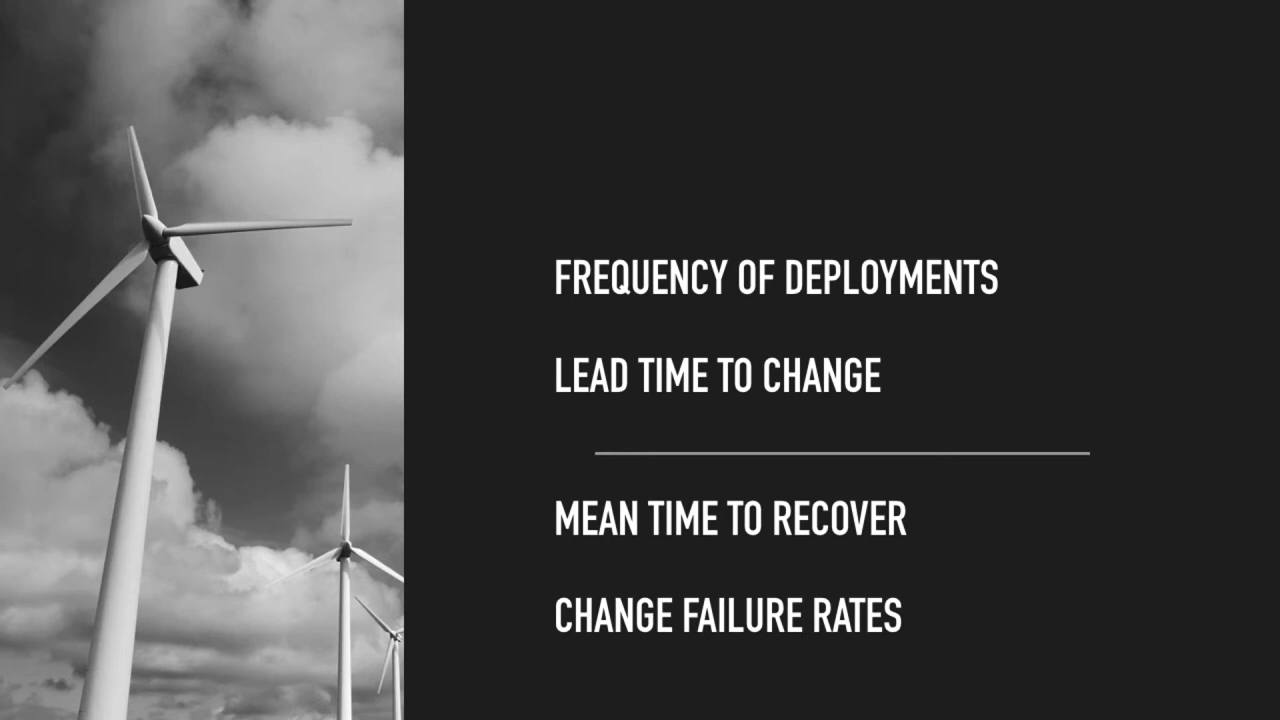 FREQUENCY OF DEPLOYMENTS
LEAD TIME TO CHANGE
MEAN TIME TO RECOVER
CHANGE FAILURE RATES